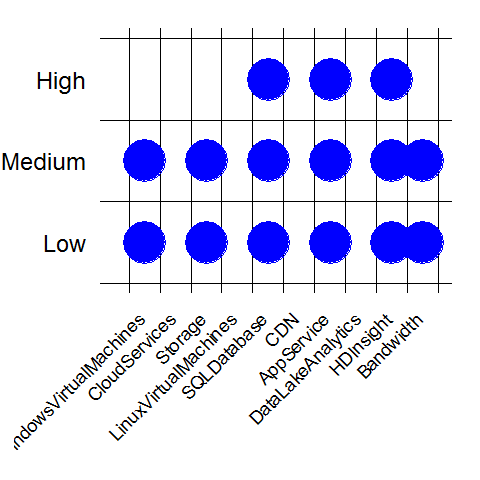 High
Medium
Low
ndowsVirtualMachines
CloudServices
Storage
LinuxVirtualMachines
SQLDatabase
CDN
AppService
DataLakeAnalytics
HDInsight
Bandwidth